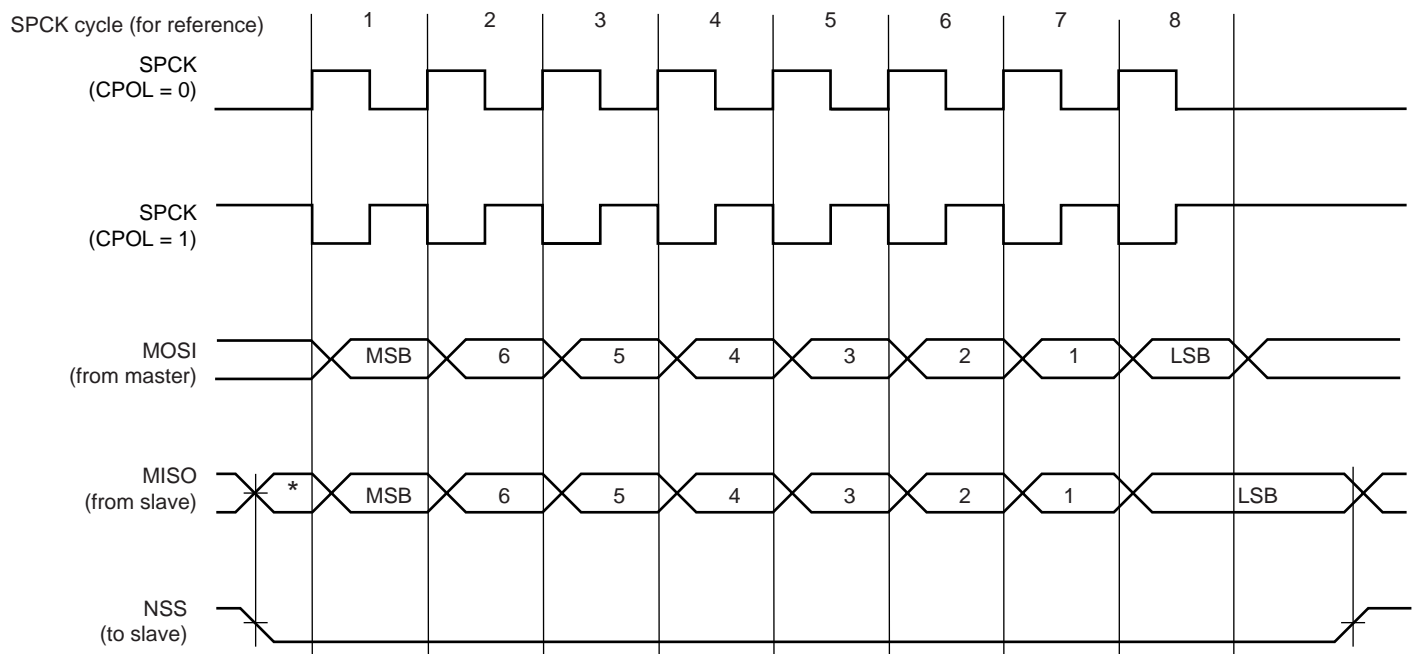 SPCK cycle (for reference) 1 2 3 4 5 6 7 8
SPCK
(CPOL = 0)
SPCK
(CPOL = 1)
MOSI
(from master)
MSB 6 5 4 3 2 1 LSB
MISO
(from slave)
* MSB 6 5 4 3 2 1 LSB
NSS
(to slave)